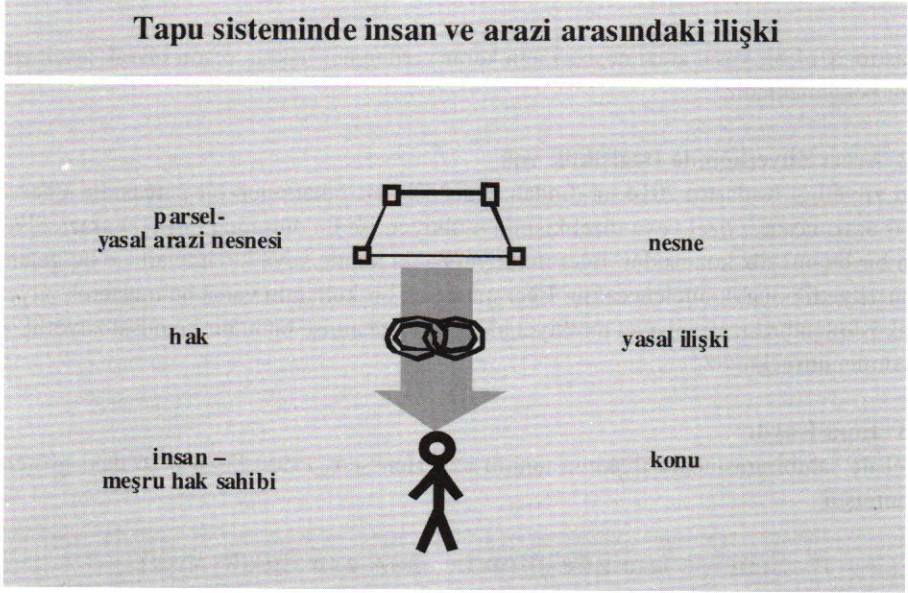 Tapu sisteminde insan ve arazi arasındaki ilişki
parsel-
yasal arazi nesnesi
nesne
hak
yasal ilişki
insan –
meşru hak sahibi
konu